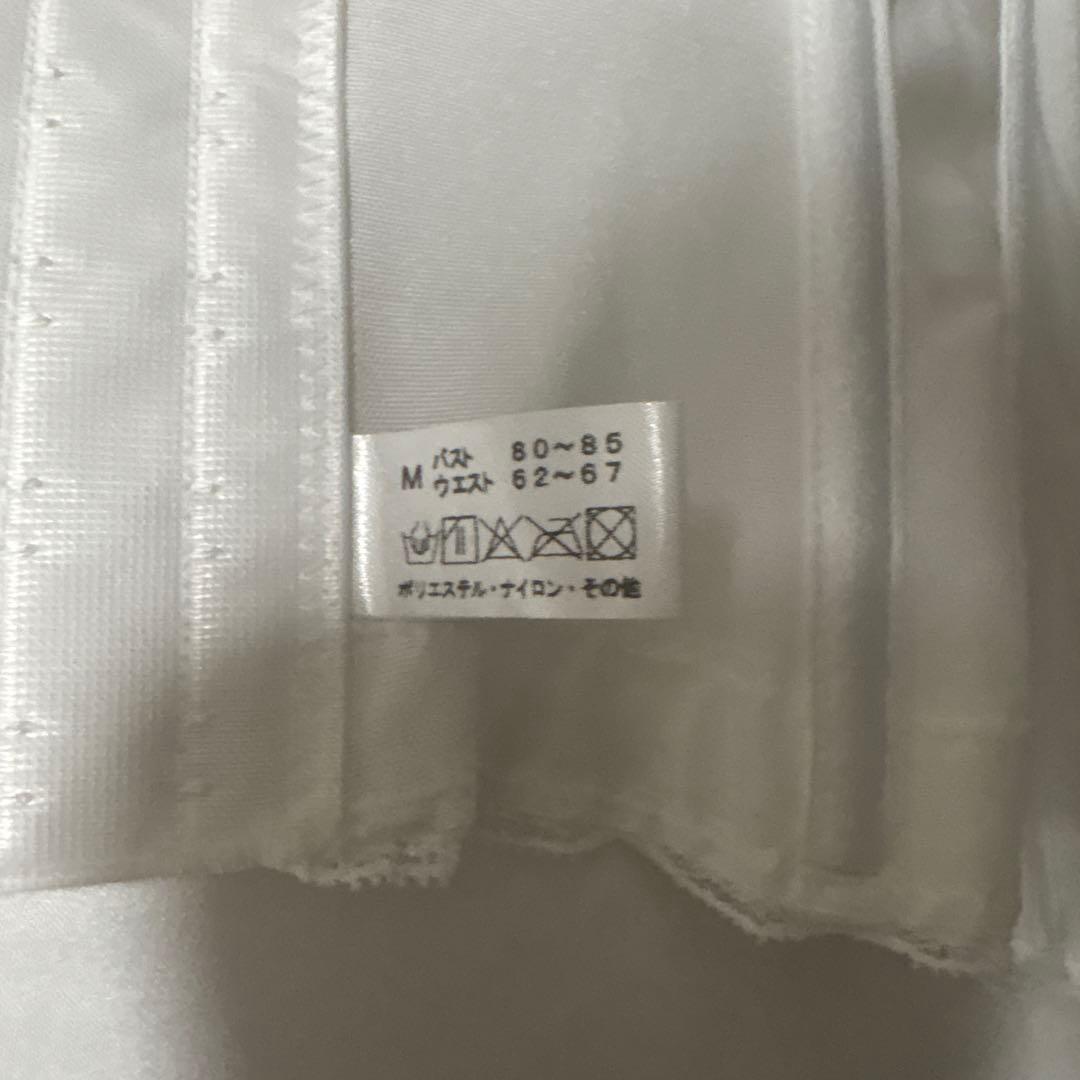 M バスト 80～85
ウエスト 62～67
ポリエステル・ナイロン・その他